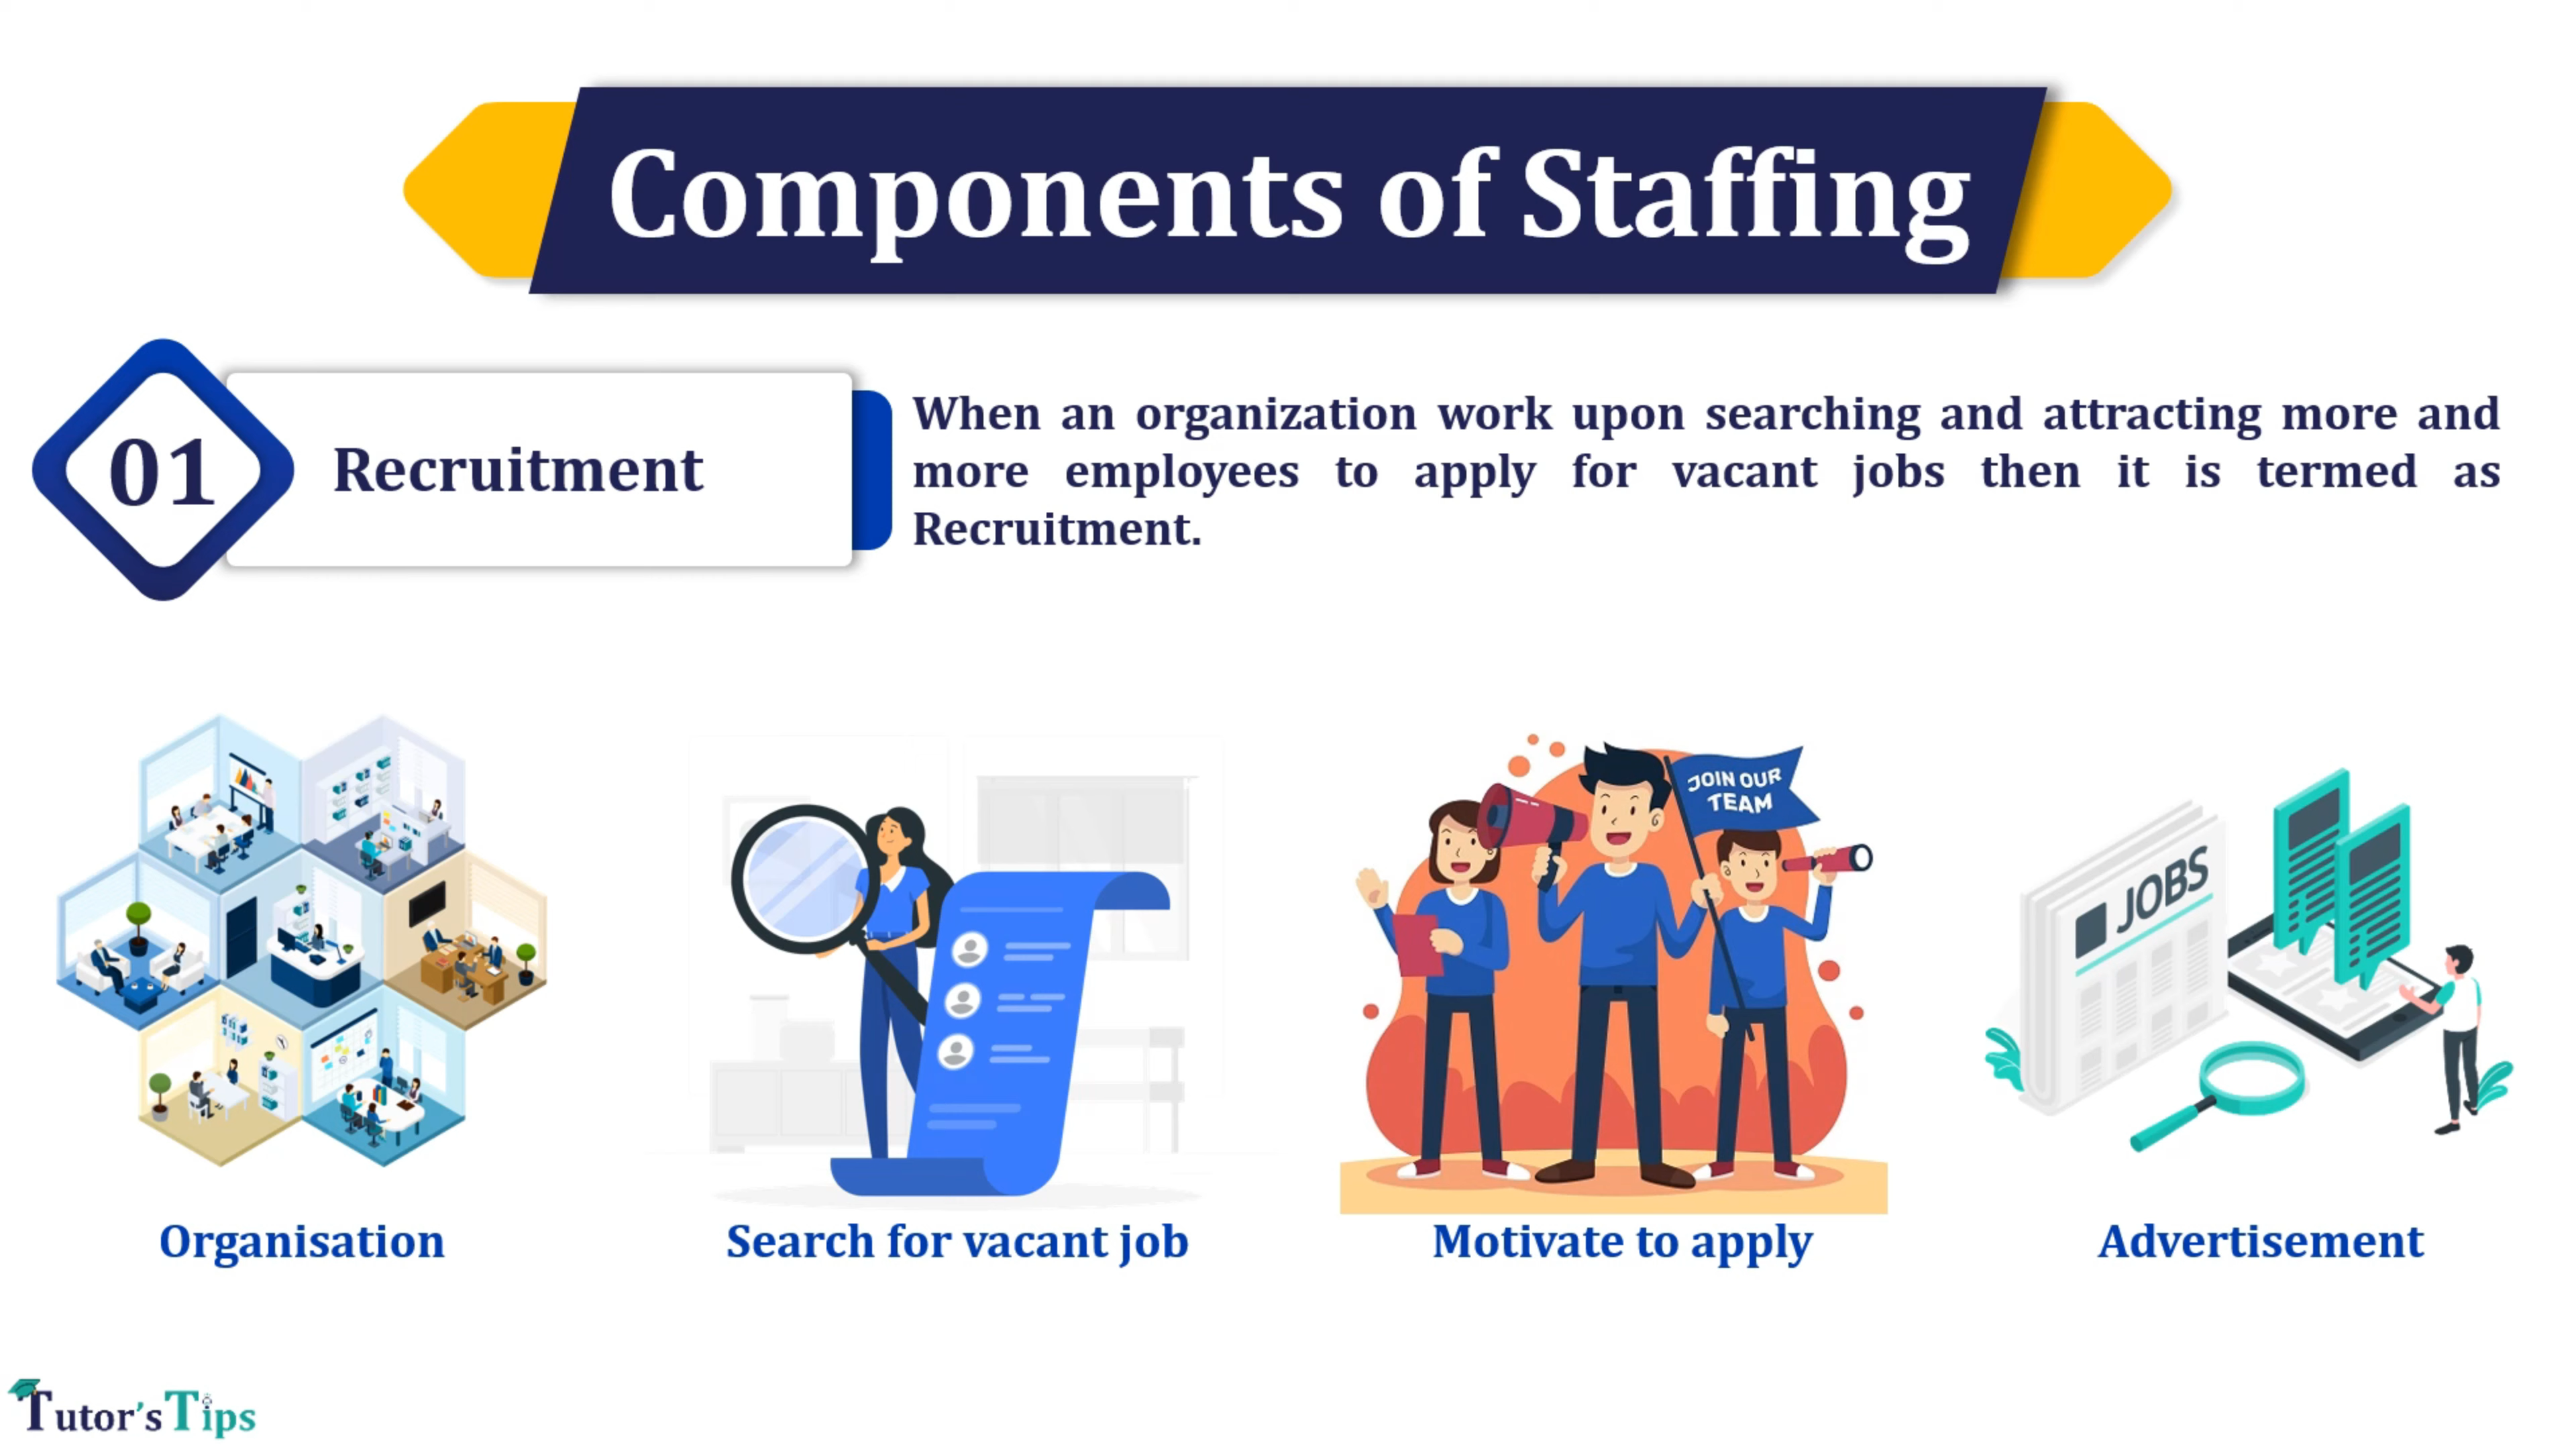 Components of Staffing
01
Recruitment
When an organization work upon searching and attracting more and
more employees to apply for vacant jobs then it is termed as
Recruitment.
JOIN OUR
TEAM
JOBS
Organisation
Search for vacant job
Motivate to apply
Advertisement
Tutor's Tips